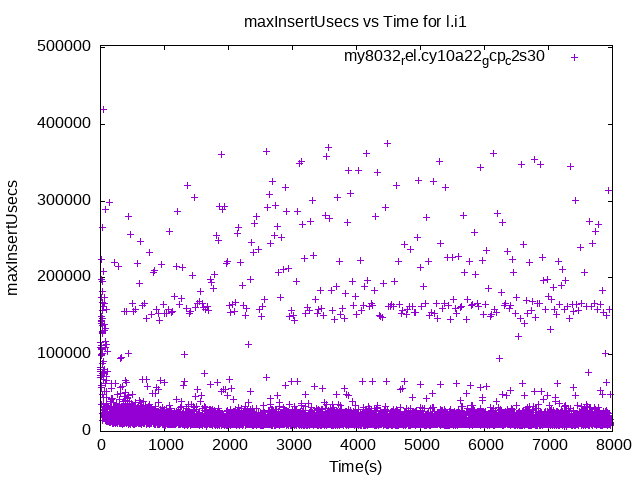 maxInsertUsecs vs Time for l.i1
my8032rel.cy10a22gcpc2s30
maxInsertUsecs
500000
400000
300000
200000
100000
0
0 1000 2000 3000 4000 5000 6000 7000 8000
Time(s)